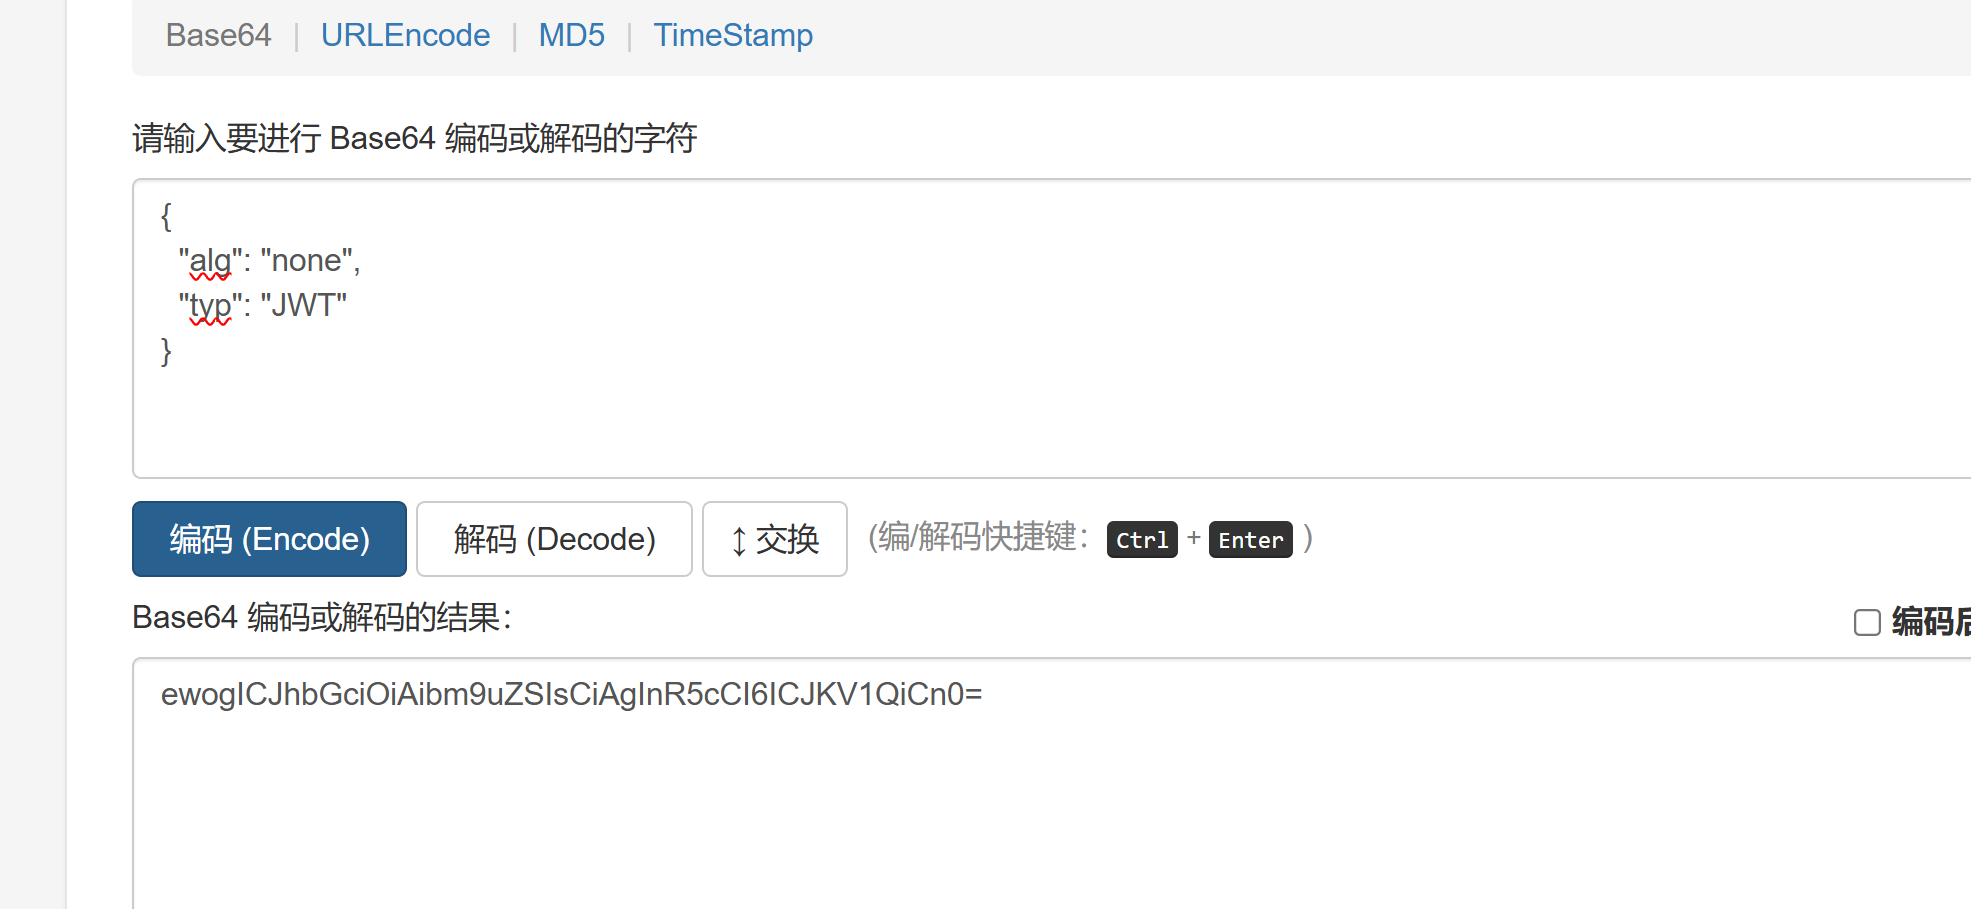 Base64 | URLEncode | MD5 | TimeStamp
请输入要进行 Base64 编码或解码的字符
{
  "alg": "none",
  "typ": "JWT"
}
编码 (Encode) 解码 (Decode) ↕ 交换 (编/解码快捷键： Ctrl + Enter )
Base64 编码或解码的结果：
编码后
ewogICJhbGciOiAibm9uZSIsCiAgInR5cCI6ICJKV1QiCn0=